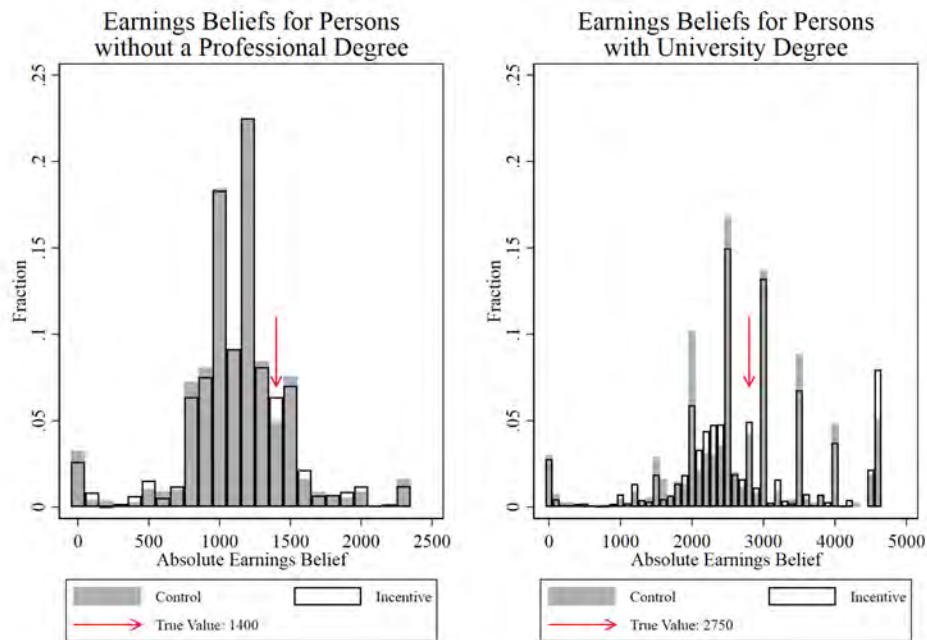 Earnings Beliefs for Persons
without a Professional Degree
.25
.2
.15
.1
.05
0
Fraction
0 500 1000 1500 2000 2500
Absolute Earnings Belief
Control Incentive
True Value: 1400
Earnings Beliefs for Persons
with University Degree
.25
.2
.15
.1
.05
0
Fraction
0 1000 2000 3000 4000 5000
Absolute Earnings Belief
Control Incentive
True Value: 2750